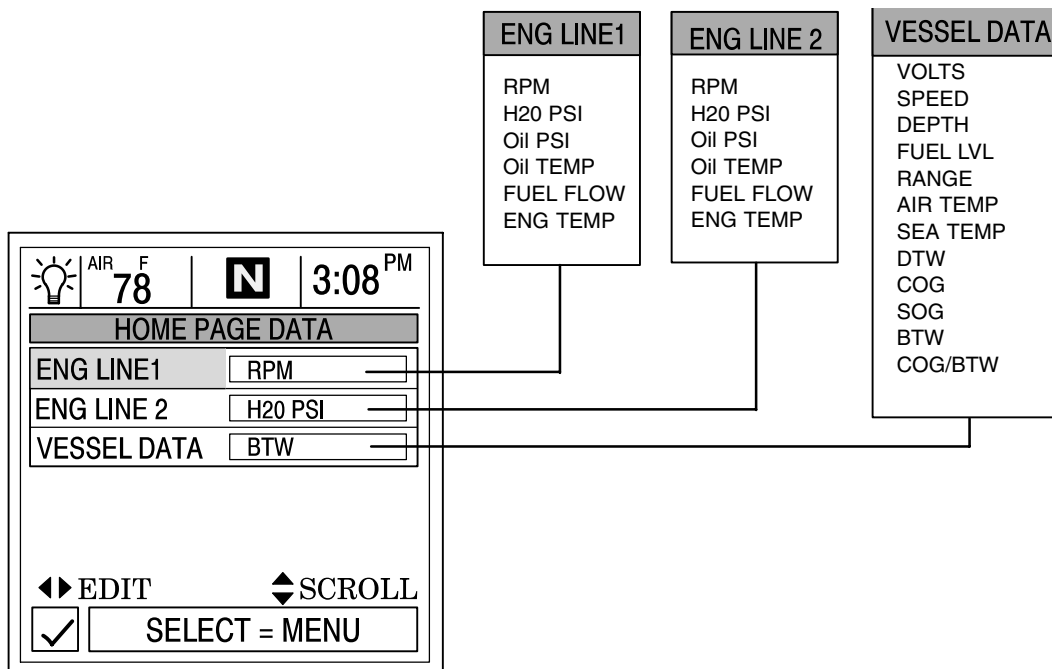 ENG LINE1
RPM
H20 PSI
Oil PSI
Oil TEMP
FUEL FLOW
ENG TEMP
ENG LINE 2
RPM
H20 PSI
Oil PSI
Oil TEMP
FUEL FLOW
ENG TEMP
VESSEL DATA
VOLTS
SPEED
DEPTH
FUEL LVL
RANGE
AIR TEMP
SEA TEMP
DTW
COG
SOG
BTW
COG/BTW
AIR F 78 N 3:08 PM
HOME PAGE DATA
ENG LINE1 RPM
ENG LINE 2 H20 PSI
VESSEL DATA BTW
EDIT SCROLL
SELECT = MENU